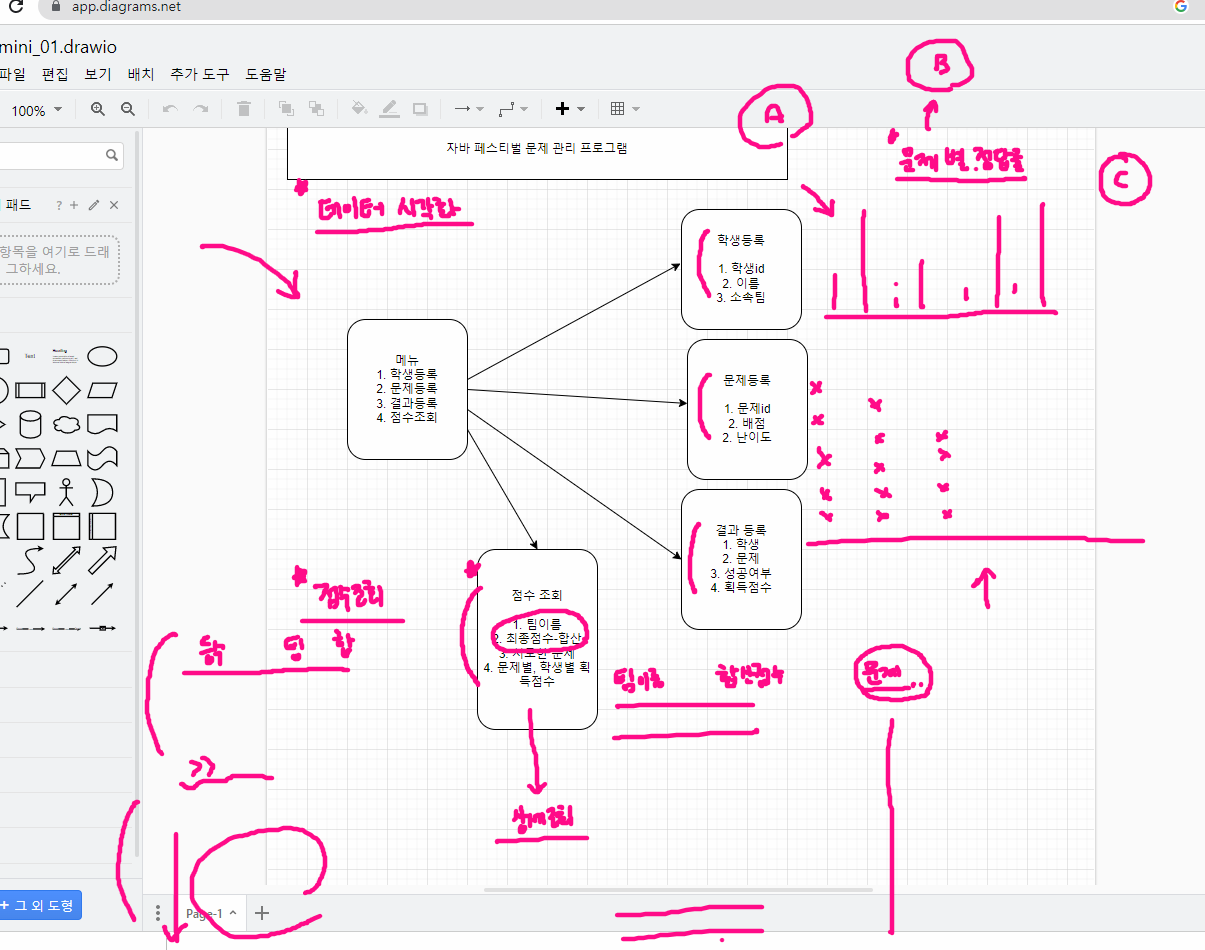 app.diagrams.net
mini_01.drawio
파일 편집 보기 배치 추가 도구 도움말
100%
B
A
자바 페스티벌 문제 관리 프로그램
문제 별.정답률
C
패드
데이터 시각화
항목을 여기로 드래
그하세요.
학생등록
1. 학생id
2. 이름
3. 소속팀
Text
메뉴
1. 학생등록
2. 문제등록
3. 결과등록
4. 점수조회
문제등록
1. 문제id
2. 배점
2. 난이도
결과 등록
1. 학생
2. 문제
3. 성공여부
4. 획득점수
점수조회
점수 조회
1. 팀이름
2. 최종점수-합산
3. 시도한 문제
4. 문제별, 학생별 획
득점수
팀이름 합산점수
문제..
>>
상세조회
+ 그 외 도형
Page-1